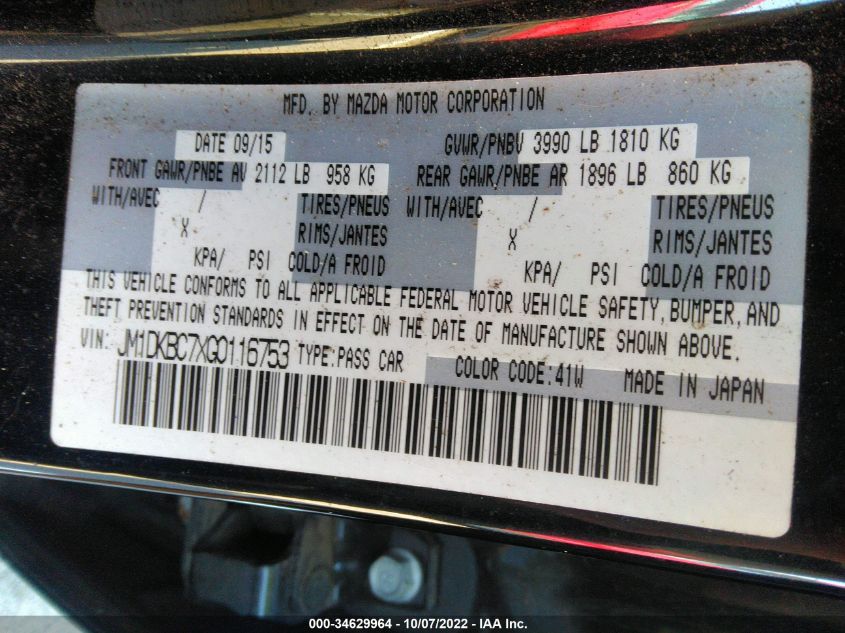 MFD. BY MAZDA MOTOR CORPORATION
DATE 09/15 GVWR/PNBV 3990 LB 1810 KG
FRONT GAWR/PNBE AV 2112 LB 958 KG REAR GAWR/PNBE AR 1896 LB 860 KG
WITH/AVEC / TIRES/PNEUS WITH/AVEC / TIRES/PNEUS
X RIMS/JANTES X RIMS/JANTES
KPA/ PSI COLD/A FROID KPA/ PSI COLD/A FROID
THIS VEHICLE CONFORMS TO ALL APPLICABLE FEDERAL MOTOR VEHICLE SAFETY, BUMPER, AND
THEFT PREVENTION STANDARDS IN EFFECT ON THE DATE OF MANUFACTURE SHOWN ABOVE.
VIN: JM1DKBC7XG0116753 TYPE:PASS CAR COLOR CODE:41W MADE IN JAPAN
000-34629964 - 10/07/2022 - IAA Inc.